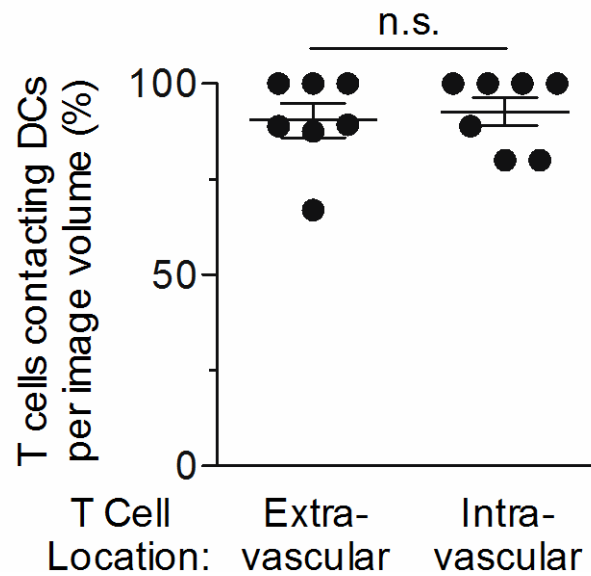 n.s.
T cells contacting DCs
per image volume (%)
100
50
0
T Cell Location:
Extra-vascular
Intra-vascular